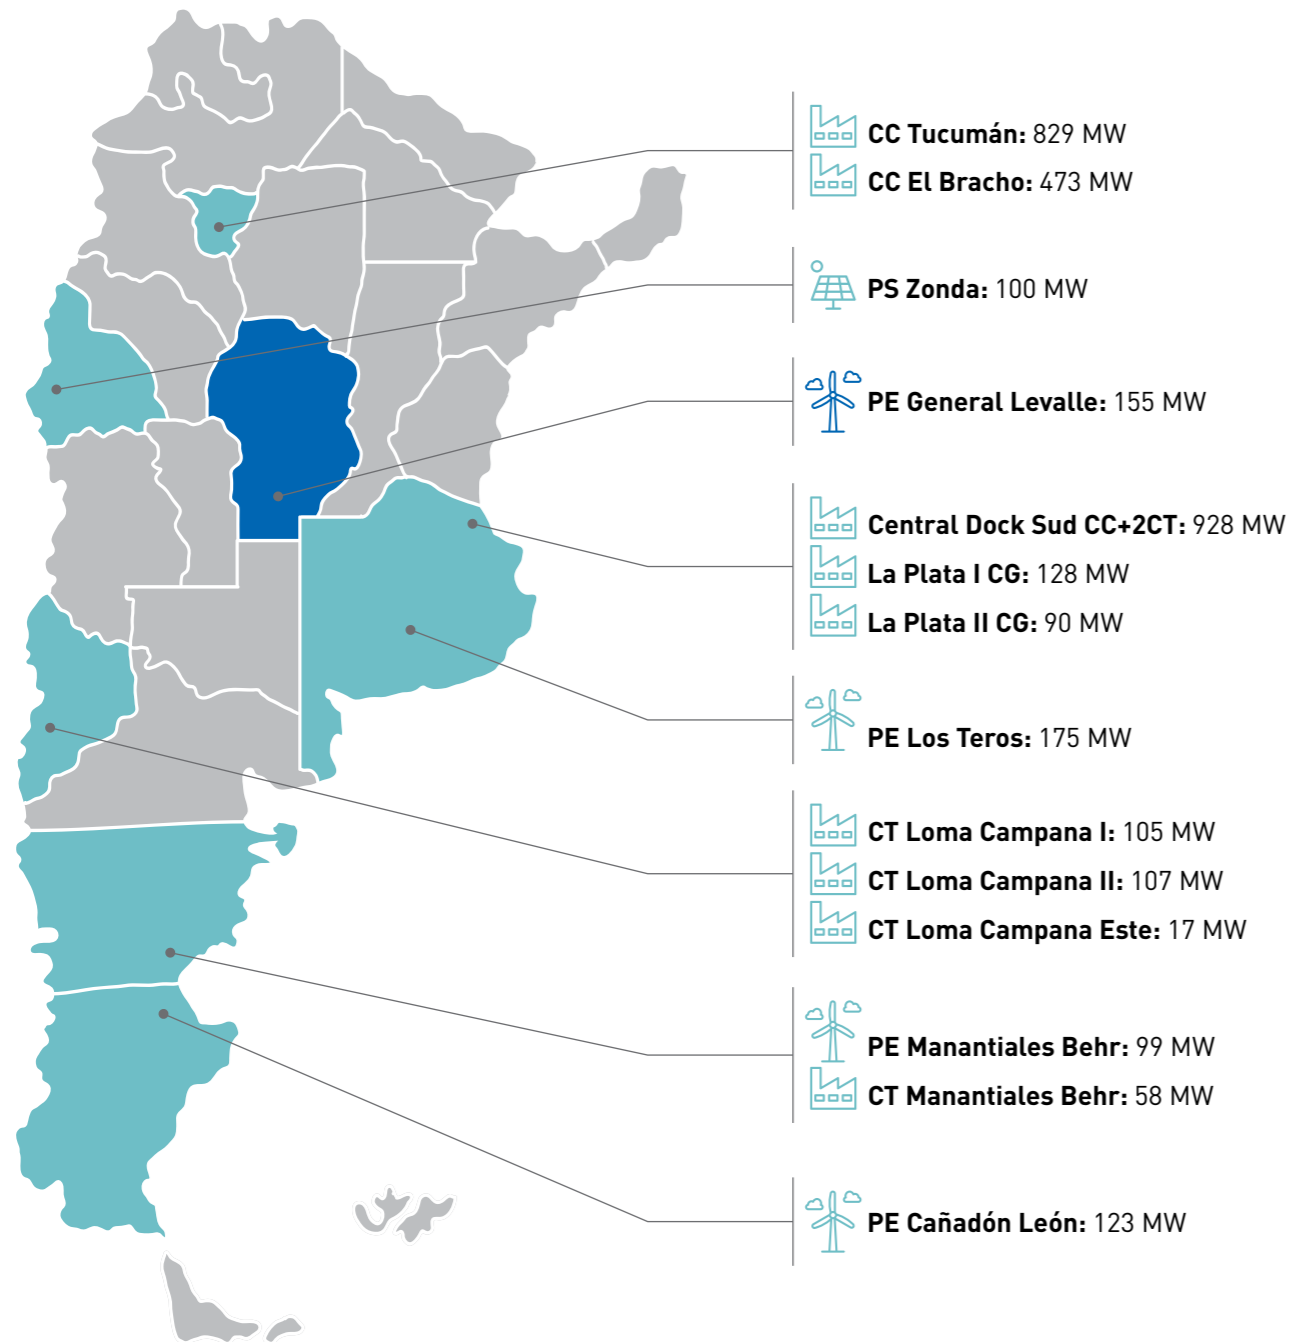 CC Tucumán: 829 MW
CC El Bracho: 473 MW
PS Zonda: 100 MW
PE General Levalle: 155 MW
Central Dock Sud CC+2CT: 928 MW
La Plata I CG: 128 MW
La Plata II CG: 90 MW
PE Los Teros: 175 MW
CT Loma Campana I: 105 MW
CT Loma Campana II: 107 MW
CT Loma Campana Este: 17 MW
PE Manantiales Behr: 99 MW
CT Manantiales Behr: 58 MW
PE Cañadón León: 123 MW